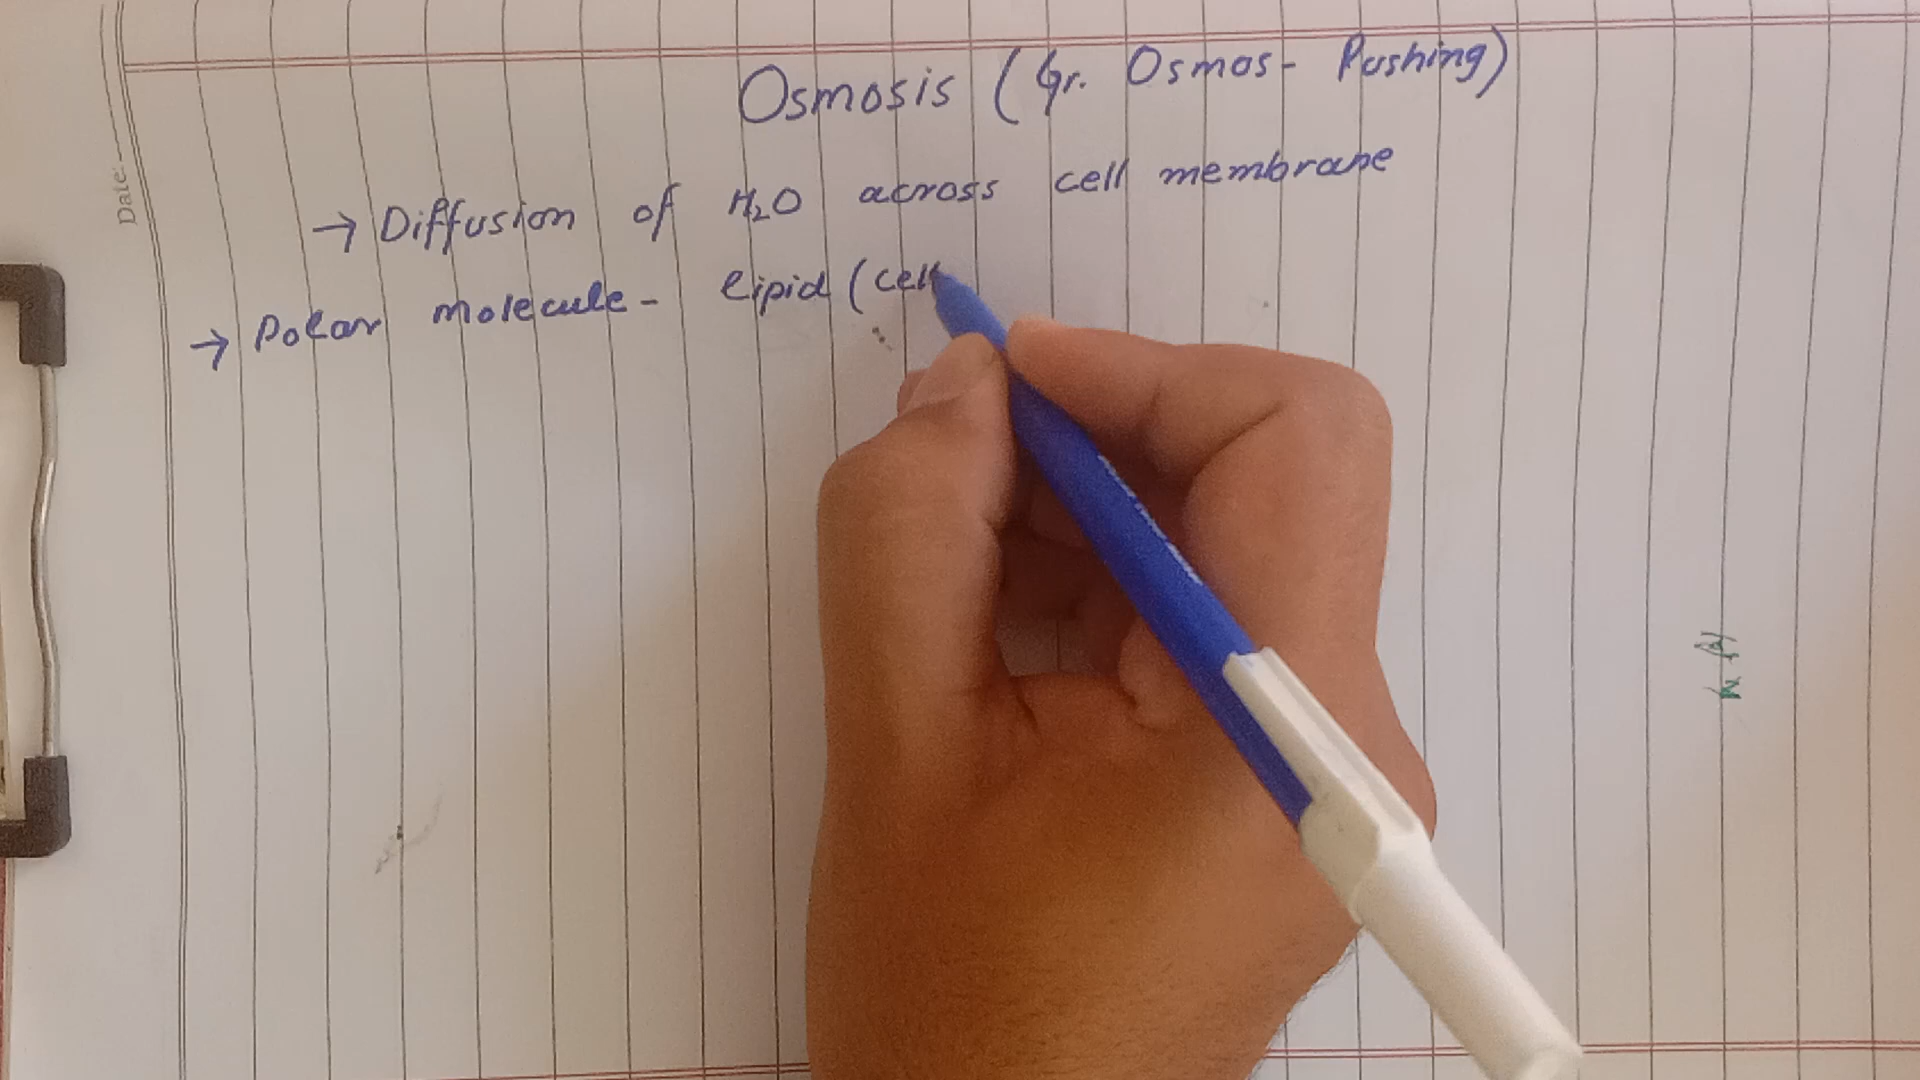 Osmosis (Gr. Osmos- Pushing)
→ Diffusion of H₂O across cell membrane
→ Polar molecule - lipid (cell
Date: